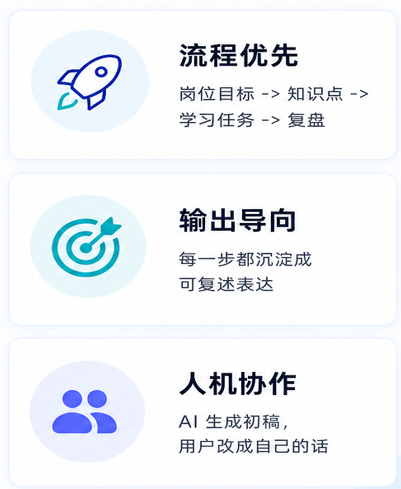 流程优先
岗位目标 -> 知识点 ->
学习任务 -> 复盘
输出导向
每一步都沉淀成
可复述表达
人机协作
AI 生成初稿，
用户改成自己的话